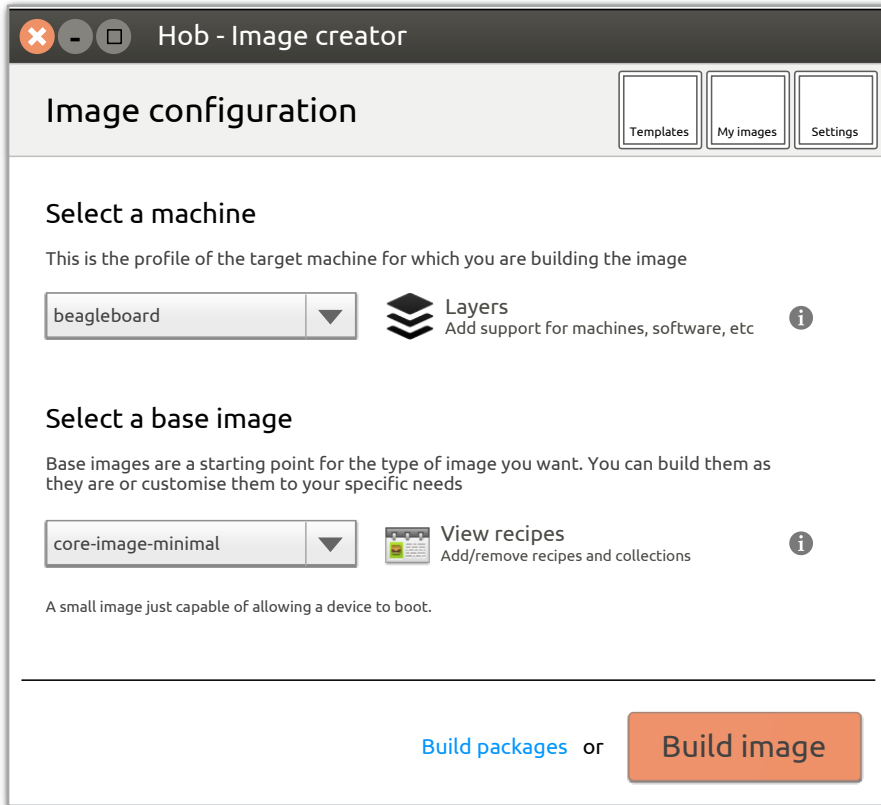 Hob - Image creator
Image configuration
Templates
My images
Settings
Select a machine
This is the profile of the target machine for which you are building the image
beagleboard
Layers
Add support for machines, software, etc
i
Select a base image
Base images are a starting point for the type of image you want. You can build them as
they are or customise them to your specific needs
core-image-minimal
View recipes
Add/remove recipes and collections
i
A small image just capable of allowing a device to boot.
Build packages or
Build image